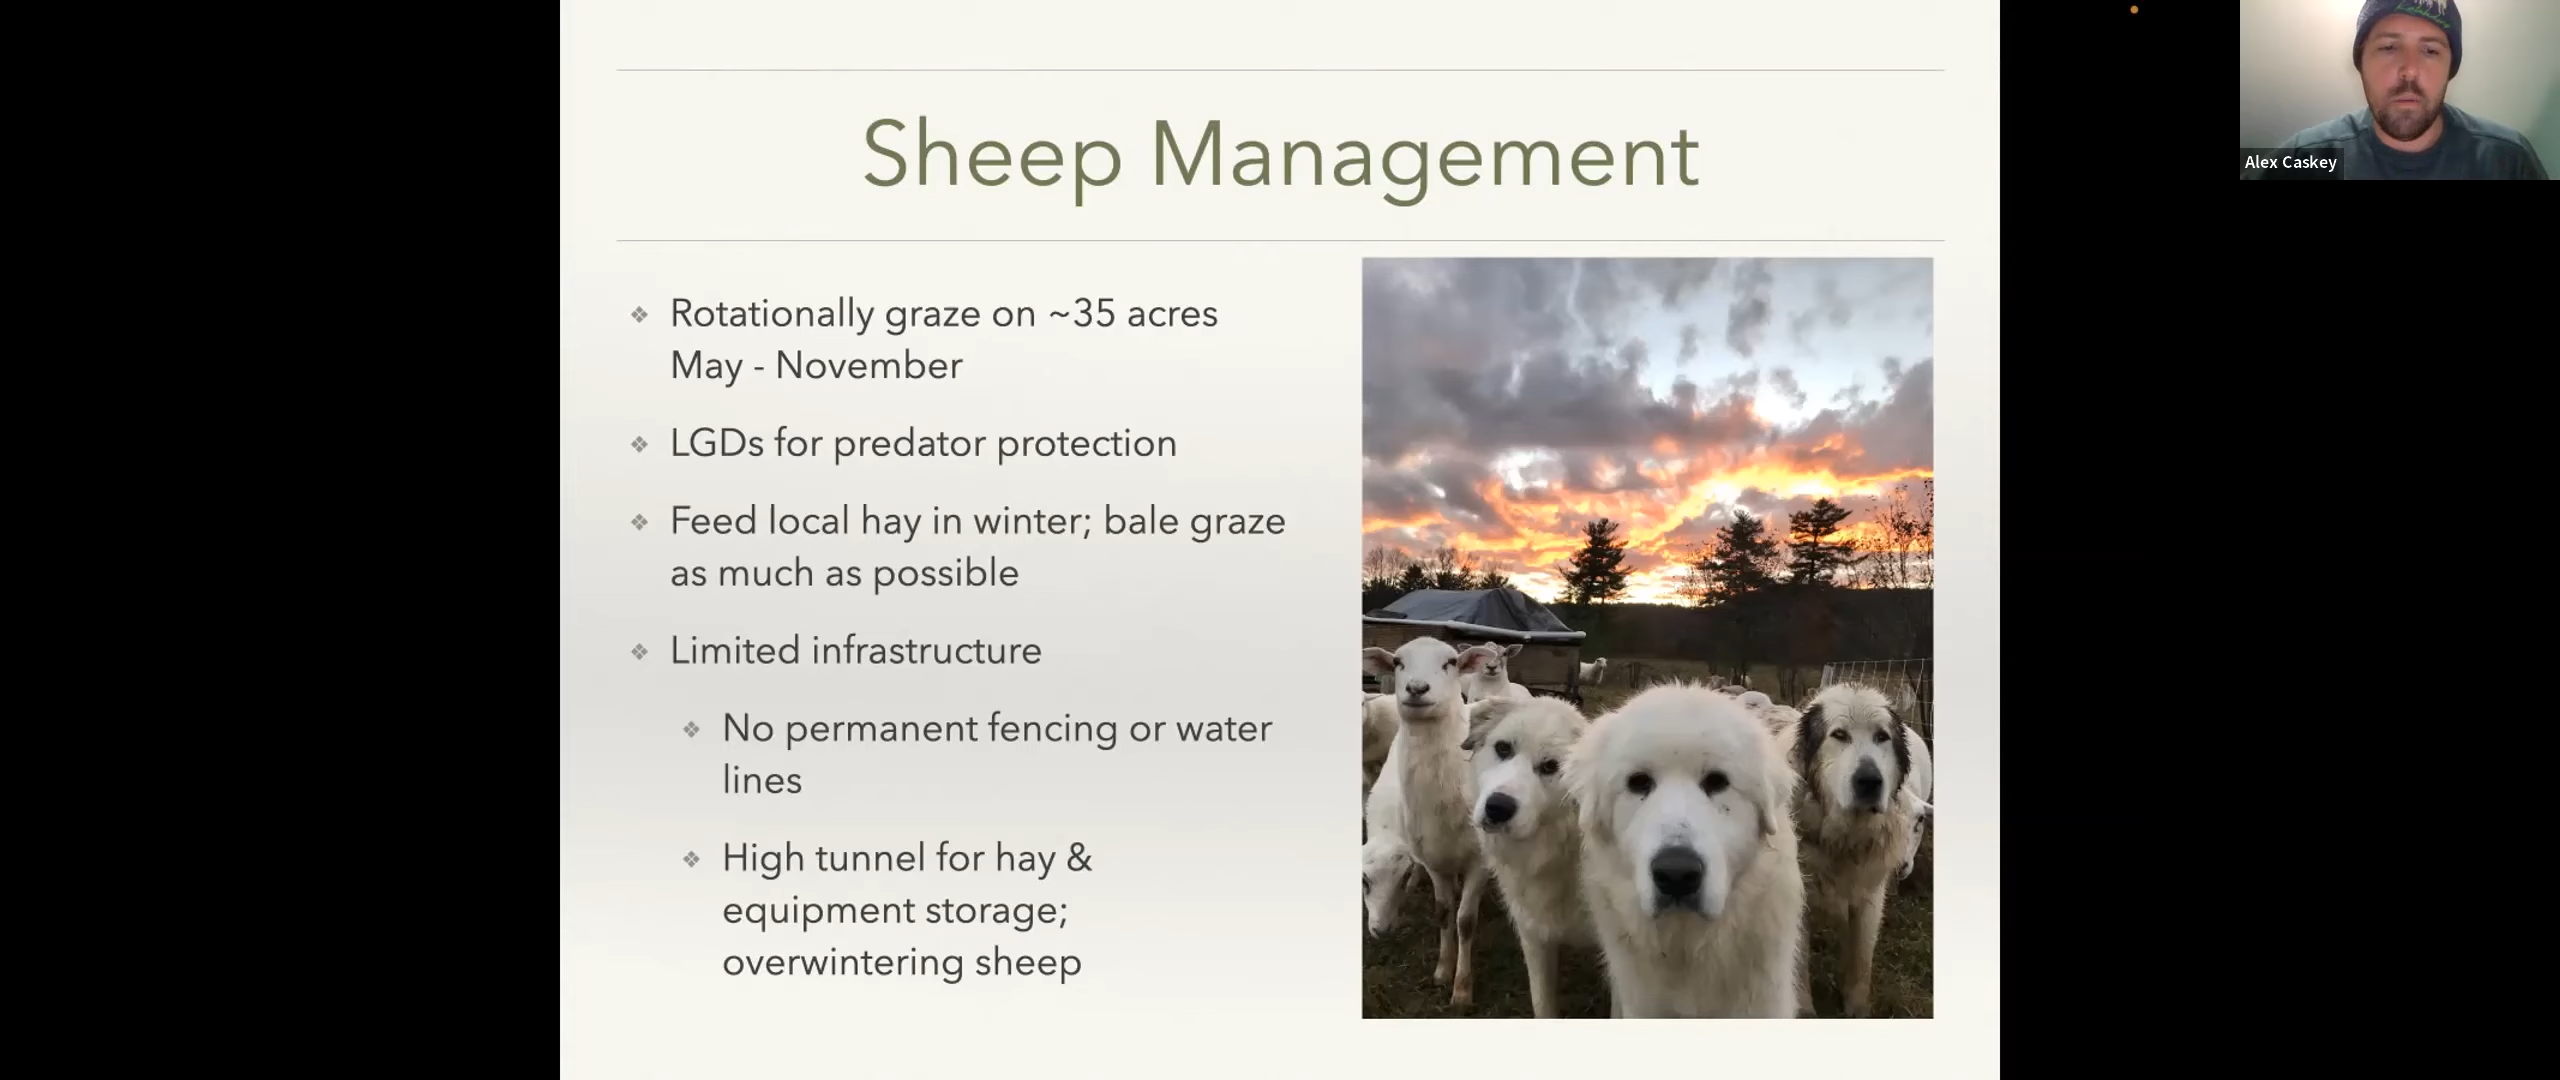 Sheep Management
Rotationally graze on ~35 acres
May - November
LGDs for predator protection
Feed local hay in winter; bale graze
as much as possible
Limited infrastructure
No permanent fencing or water
lines
High tunnel for hay &
equipment storage;
overwintering sheep
Alex Caskey